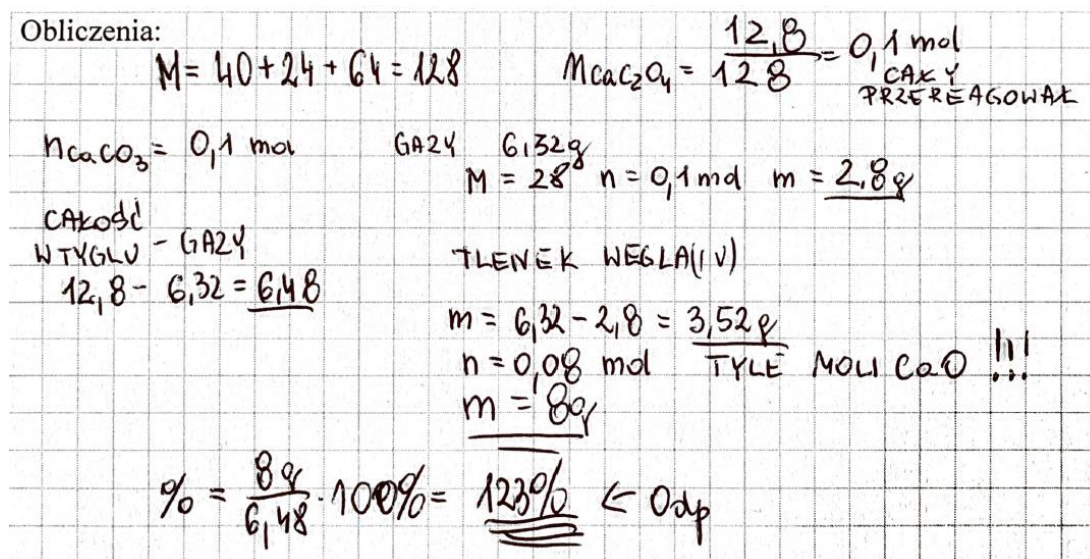 Obliczenia:
M = 40 + 24 + 64 = 128
nCaC₂O₄ = 12,8 / 128 = 0,1 mol
CAŁY
PRZEREAGOWAŁ
nCaCO₃ = 0,1 mol
GAZY 6,32g
M = 28 n = 0,1 mol m = 2,8g
CAŁOŚĆ
W TYGLU - GAZY
12,8 - 6,32 = 6,48
TLENEK WĘGLA(IV)
m = 6,32 - 2,8 = 3,52g
n = 0,08 mol TYLE MOLI CaO !!!
m = 8g
% = 8g / 6,48 · 100% = 123% ← Odp